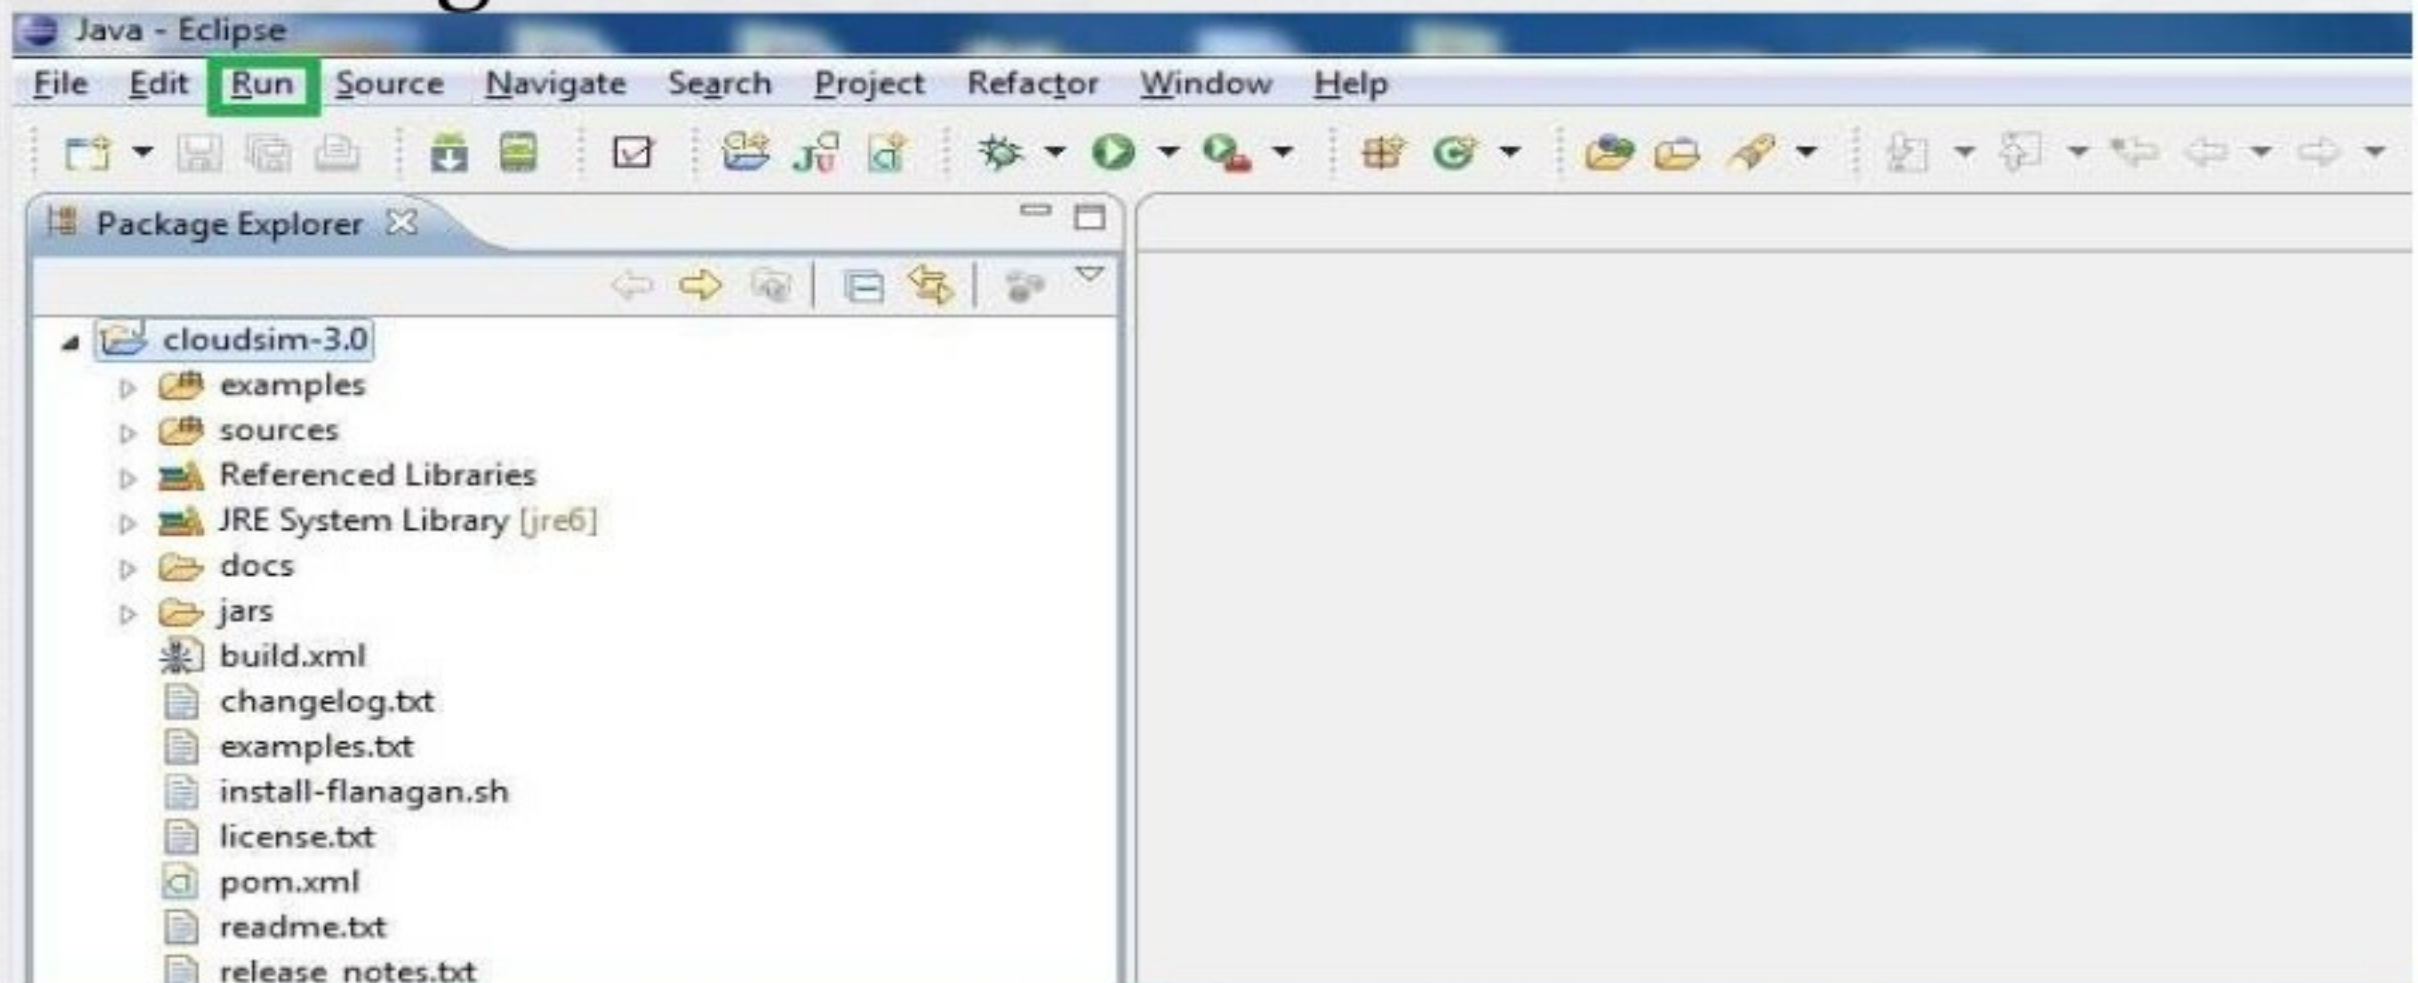 Java - Eclipse
File Edit Run Source Navigate Search Project Refactor Window Help
Package Explorer
cloudsim-3.0
examples
sources
Referenced Libraries
JRE System Library [jre6]
docs
jars
build.xml
changelog.txt
examples.txt
install-flanagan.sh
license.txt
pom.xml
readme.txt
release_notes.txt